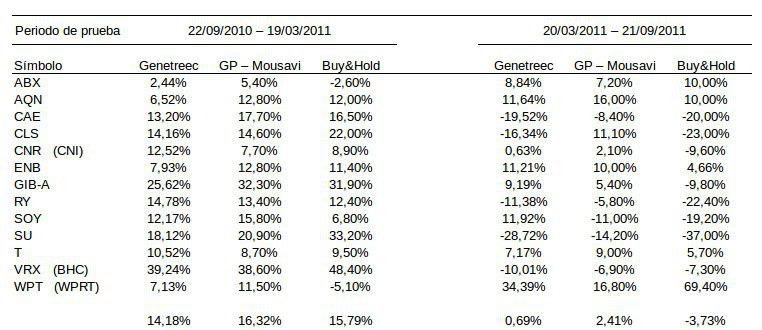 Periodo de prueba 22/09/2010 – 19/03/2011 20/03/2011 – 21/09/2011
Símbolo Genetreec GP – Mousavi Buy&Hold Genetreec GP – Mousavi Buy&Hold
ABX 2,44% 5,40% -2,60% 8,84% 7,20% 10,00%
AQN 6,52% 12,80% 12,00% 11,64% 16,00% 10,00%
CAE 13,20% 17,70% 16,50% -19,52% -8,40% -20,00%
CLS 14,16% 14,60% 22,00% -16,34% 11,10% -23,00%
CNR (CNI) 12,52% 7,70% 8,90% 0,63% 2,10% -9,60%
ENB 7,93% 12,80% 11,40% 11,21% 10,00% 4,66%
GIB-A 25,62% 32,30% 31,90% 9,19% 5,40% -9,80%
RY 14,78% 13,40% 12,40% -11,38% -5,80% -22,40%
SOY 12,17% 15,80% 6,80% 11,92% -11,00% -19,20%
SU 18,12% 20,90% 33,20% -28,72% -14,20% -37,00%
T 10,52% 8,70% 9,50% 7,17% 9,00% 5,70%
VRX (BHC) 39,24% 38,60% 48,40% -10,01% -6,90% -7,30%
WPT (WPRT) 7,13% 11,50% -5,10% 34,39% 16,80% 69,40%
14,18% 16,32% 15,79% 0,69% 2,41% -3,73%